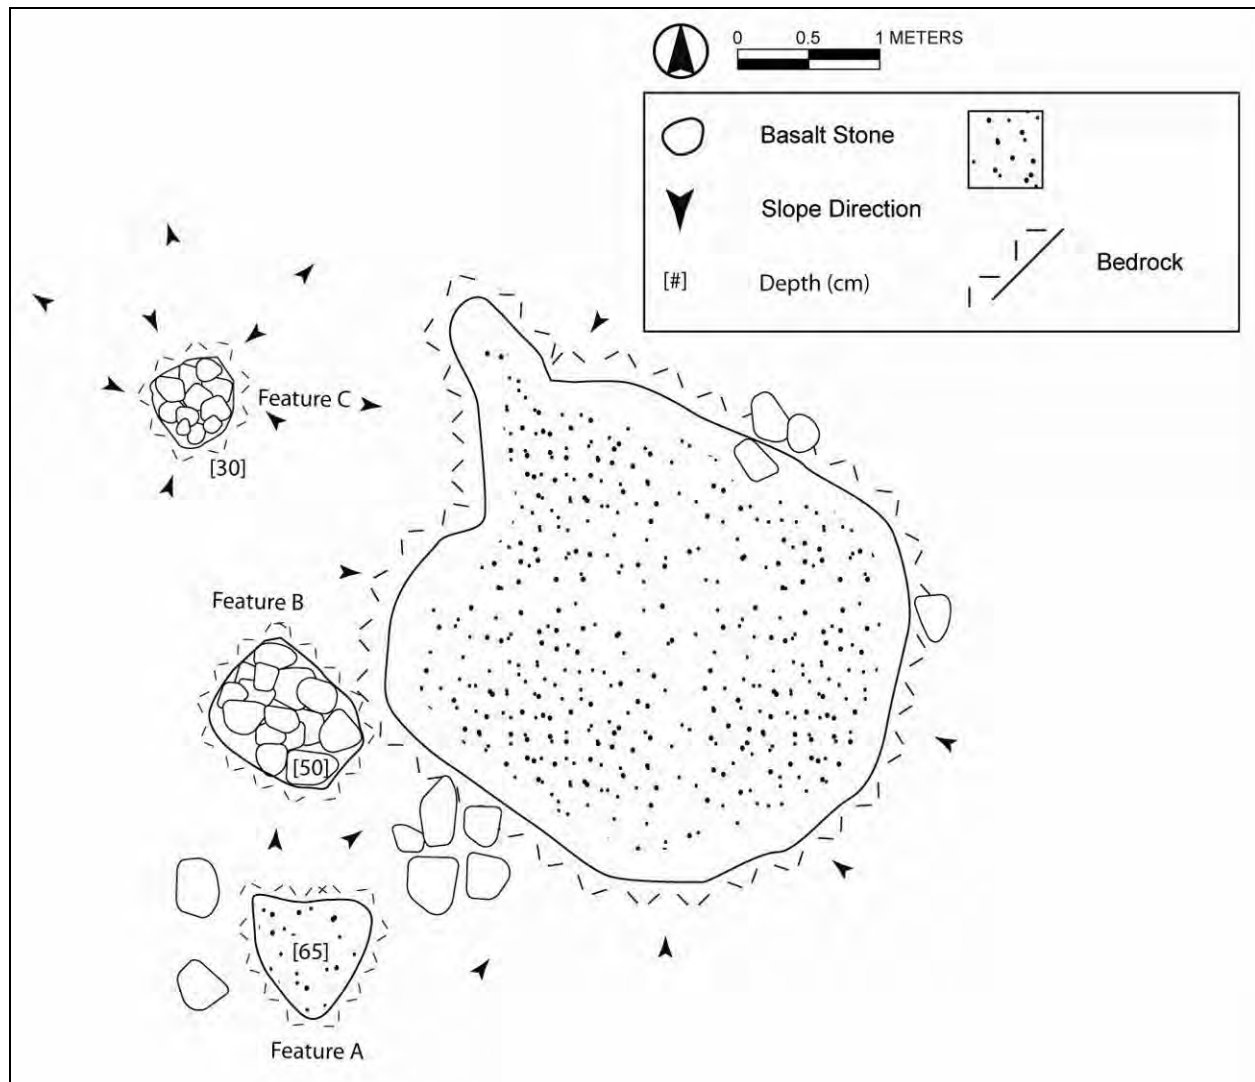 0 0.5 1 METERS
Basalt Stone
Slope Direction
[#] Depth (cm)
Bedrock
Feature C
[30]
Feature B
[50]
[65]
Feature A